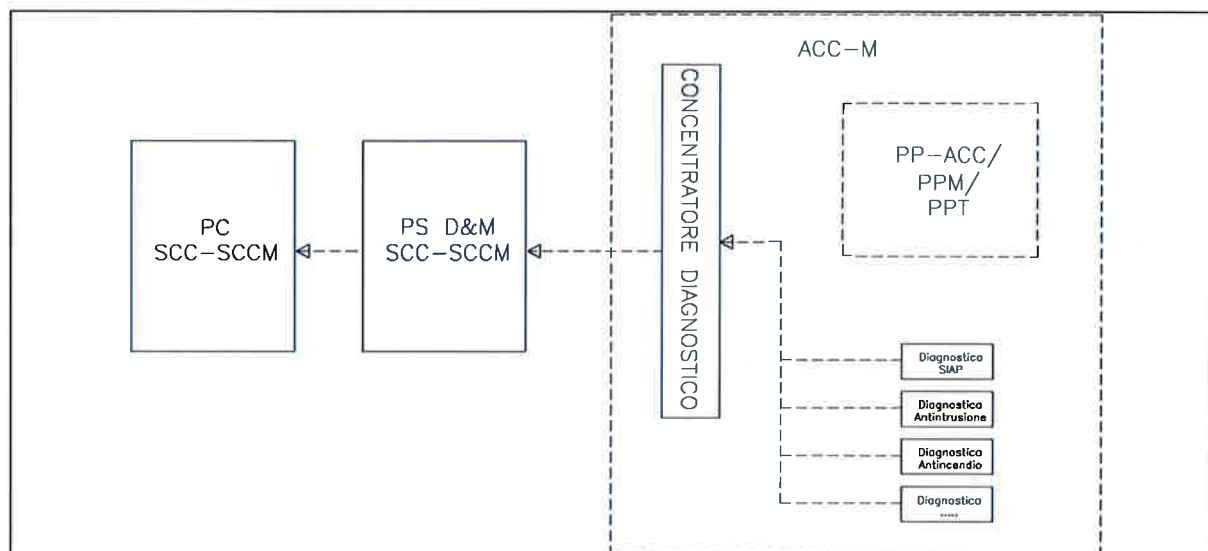 ACC-M
CONCENTRATORE DIAGNOSTICO
PP-ACC/
PPM/
PPT
PC
SCC-SCCM
PS D&M
SCC-SCCM
Diagnostica
SIAP
Diagnostica
Antintrusione
Diagnostica
Antincendio
Diagnostica
.....